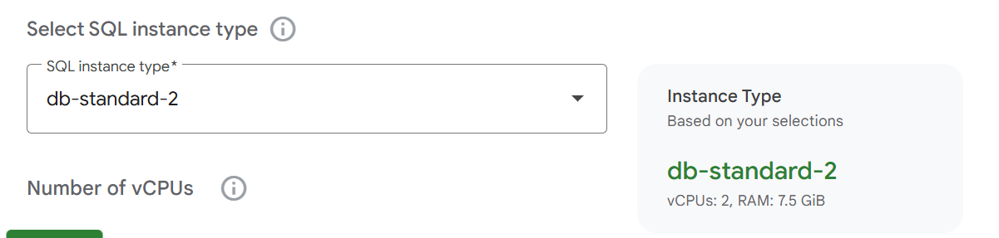 Select SQL instance type
SQL instance type*
db-standard-2
Instance Type
Based on your selections
db-standard-2
vCPUs: 2, RAM: 7.5 GiB
Number of vCPUs